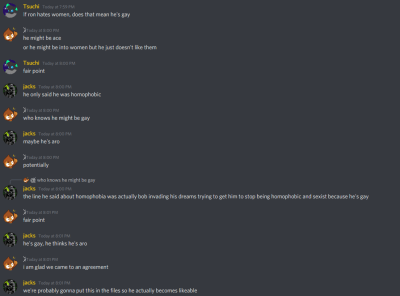 Tsuchi Today at 7:59 PM
If ron hates women, does that mean he's gay
Today at 8:00 PM
he might be ace
or he might be into women but he just doesn't like them
Tsuchi Today at 8:00 PM
fair point
jacks Today at 8:00 PM
he only said he was homophobic
Today at 8:00 PM
who knows he might be gay
jacks Today at 8:00 PM
maybe he's aro
Today at 8:00 PM
potentially
who knows he might be gay
jacks Today at 8:00 PM
the line he said about homophobia was actually bob invading his dreams trying to get him to stop being homophobic and sexist because he's gay
Today at 8:01 PM
fair point
jacks Today at 8:01 PM
he's gay, he thinks he's aro
Today at 8:01 PM
i am glad we came to an agreement
jacks Today at 8:01 PM
we're probably gonna put this in the files so he actually becomes likeable